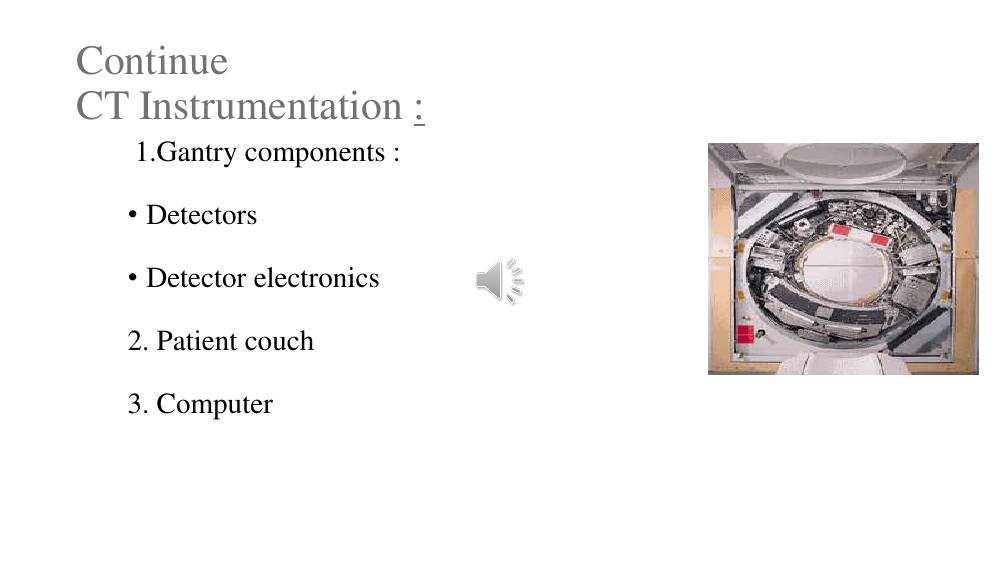 Continue
CT Instrumentation :
1.Gantry components :
• Detectors
• Detector electronics
2. Patient couch
3. Computer